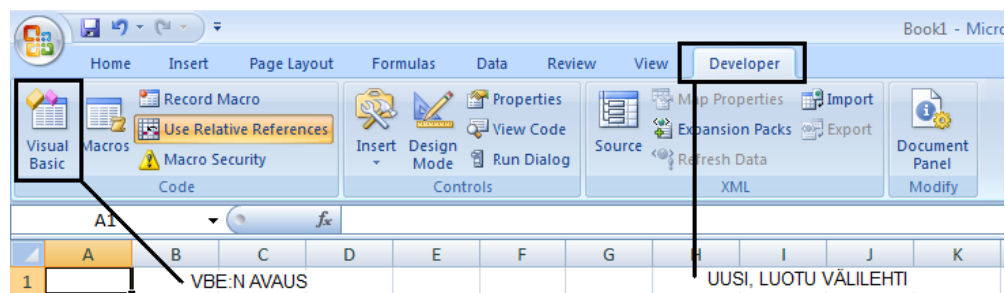 Book1 - Micro
Home Insert Page Layout Formulas Data Review View Developer
Visual Basic
Macros
Record Macro
Use Relative References
Macro Security
Code
Insert
Design Mode
Properties
View Code
Run Dialog
Controls
Source
Map Properties
Expansion Packs
Refresh Data
Import
Export
XML
Document Panel
Modify
A1 fx
A B C D E F G H I J K
1 VBE:N AVAUS UUSI, LUOTU VÄLILEHTI